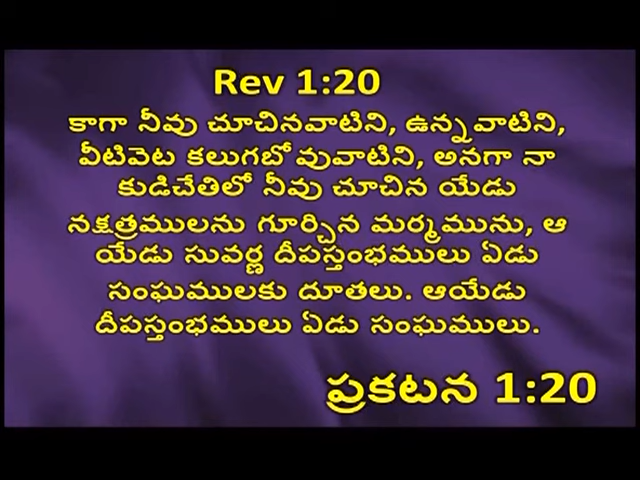 Rev 1:20
కాగా నీవు చూచినవాటిని, ఉన్నవాటిని,
వీటివెట కలుగబోవువాటిని, అనగా నా
కుడిచేతిలో నీవు చూచిన యేడు
నక్షత్రములను గూర్చిన మర్మమును, ఆ
యేడు సువర్ణ దీపస్తంభములు ఏడు
సంఘములకు దూతలు. ఆయేడు
దీపస్తంభములు ఏడు సంఘములు.
ప్రకటన 1:20